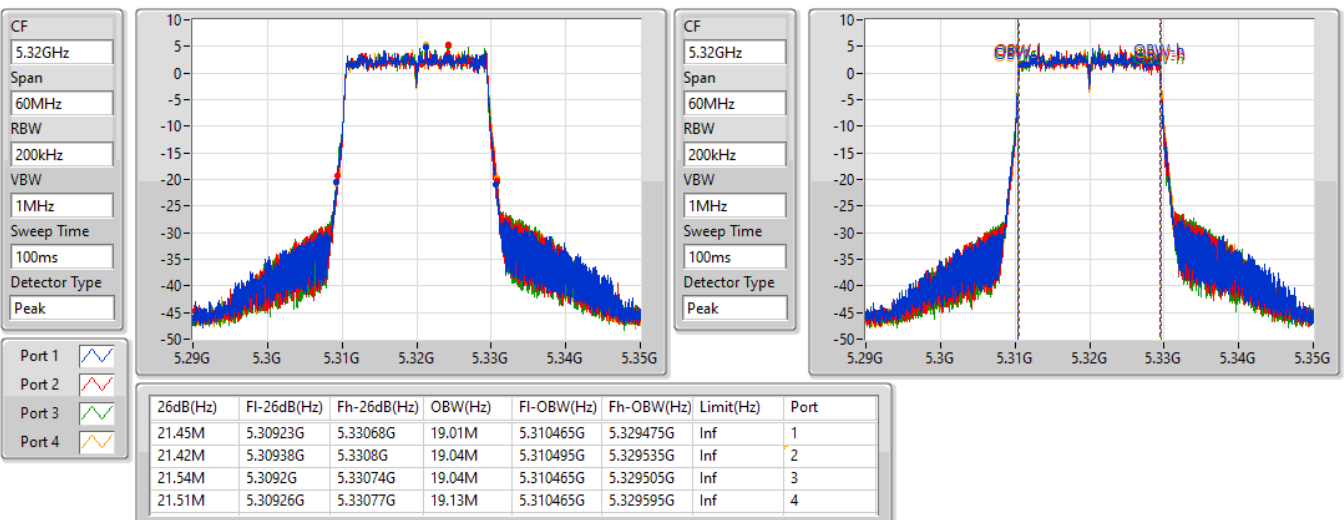 CF
5.32GHz
Span
60MHz
RBW
200kHz
VBW
1MHz
Sweep Time
100ms
Detector Type
Peak
10
5
0
-5
-10
-15
-20
-25
-30
-35
-40
-45
-50
5.29G 5.3G 5.31G 5.32G 5.33G 5.34G 5.35G
CF
5.32GHz
Span
60MHz
RBW
200kHz
VBW
1MHz
Sweep Time
100ms
Detector Type
Peak
10
5
0
-5
-10
-15
-20
-25
-30
-35
-40
-45
-50
OBW-l OBW-h
5.29G 5.3G 5.31G 5.32G 5.33G 5.34G 5.35G
Port 1
Port 2
Port 3
Port 4
26dB(Hz) Fl-26dB(Hz) Fh-26dB(Hz) OBW(Hz) Fl-OBW(Hz) Fh-OBW(Hz) Limit(Hz) Port
21.45M 5.30923G 5.33068G 19.01M 5.310465G 5.329475G Inf 1
21.42M 5.30938G 5.3308G 19.04M 5.310495G 5.329535G Inf 2
21.54M 5.3092G 5.33074G 19.04M 5.310465G 5.329505G Inf 3
21.51M 5.30926G 5.33077G 19.13M 5.310465G 5.329595G Inf 4